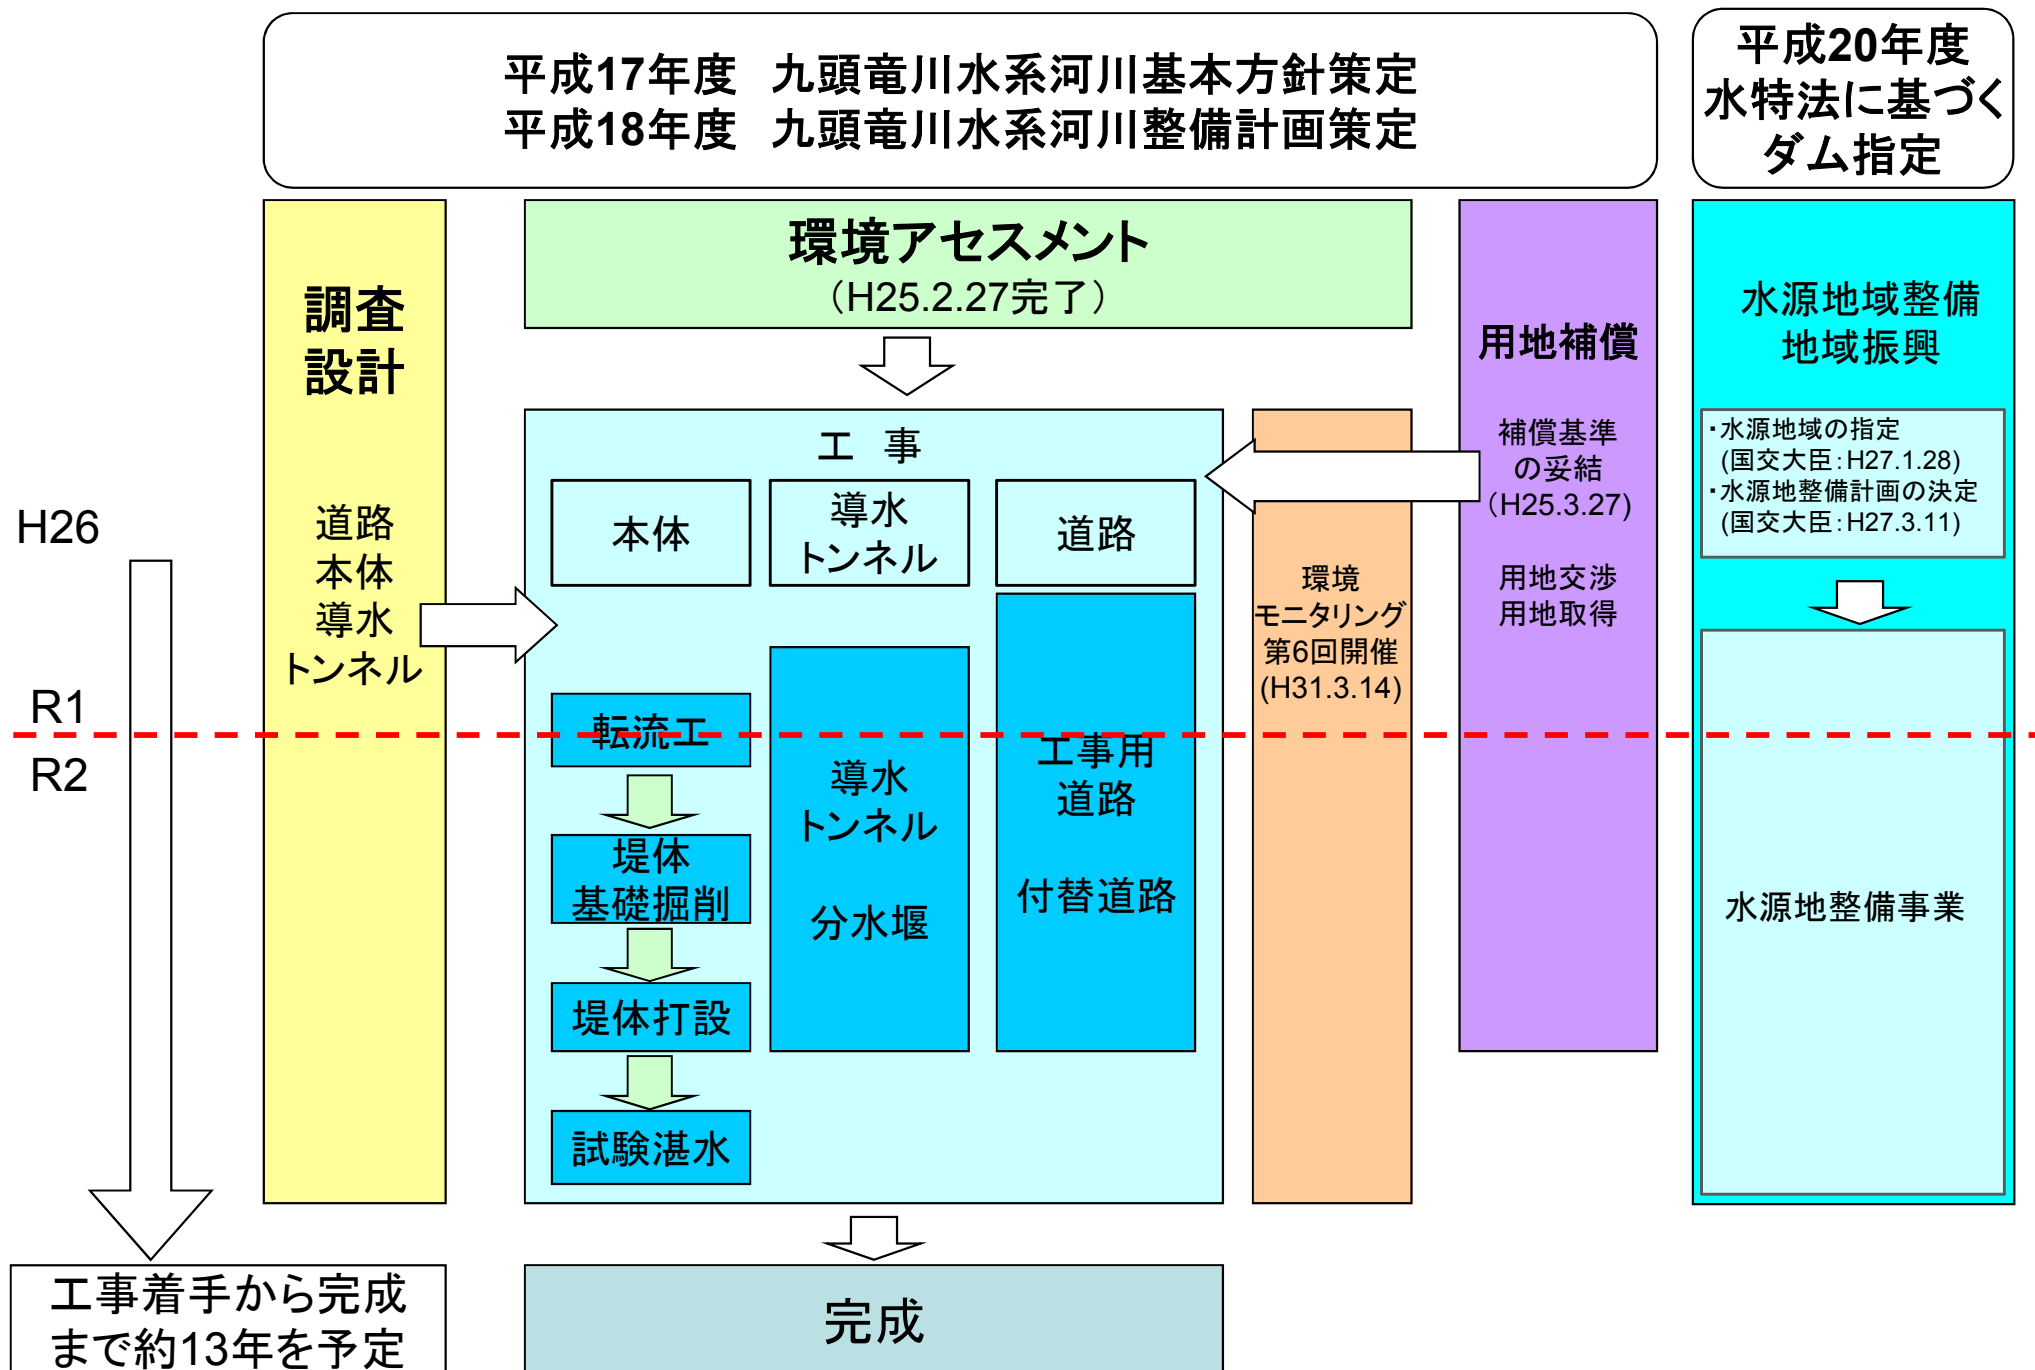 平成17年度　九頭竜川水系河川基本方針策定
平成18年度　九頭竜川水系河川整備計画策定
平成20年度
水特法に基づく
ダム指定
調査
設計
道路
本体
導水
トンネル
環境アセスメント
（H25.2.27完了）
工　事
本体
導水
トンネル
道路
転流工
堤体
基礎掘削
堤体打設
試験湛水
導水
トンネル
分水堰
工事用
道路
付替道路
環境
モニタリング
第6回開催
(H31.3.14)
用地補償
補償基準
の妥結
（H25.3.27)
用地交渉
用地取得
水源地域整備
地域振興
・水源地域の指定
(国交大臣：H27.1.28)
・水源地整備計画の決定
(国交大臣：H27.3.11)
水源地整備事業
H26
R1
R2
工事着手から完成
まで約13年を予定
完成